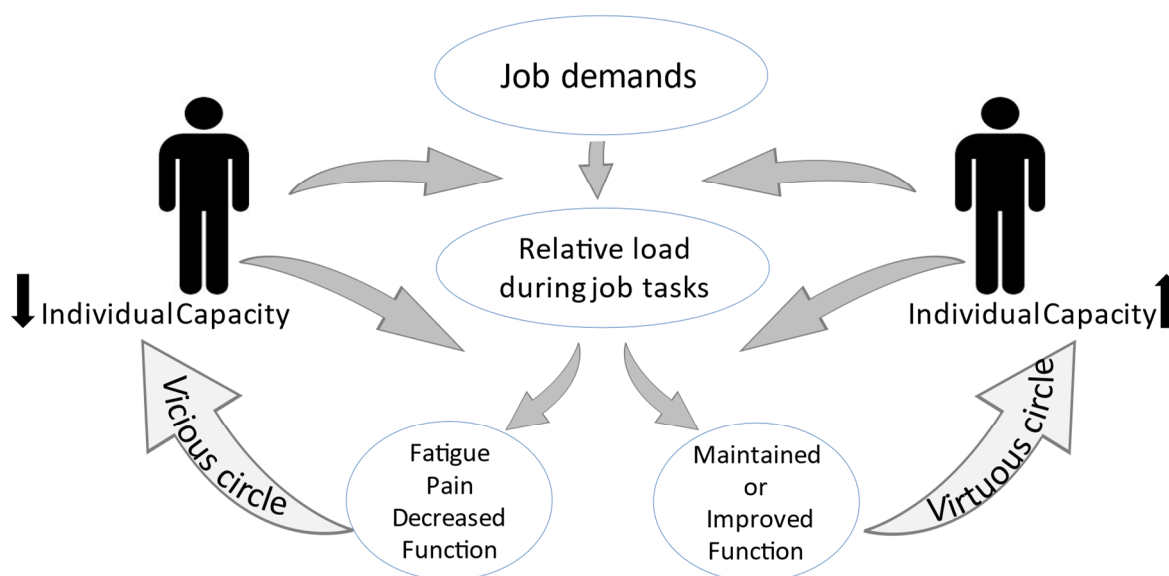 Job demands
Relative load
during job tasks
Individual Capacity
Individual Capacity
Vicious circle
Virtuous circle
Fatigue
Pain
Decreased
Function
Maintained
or
Improved
Function